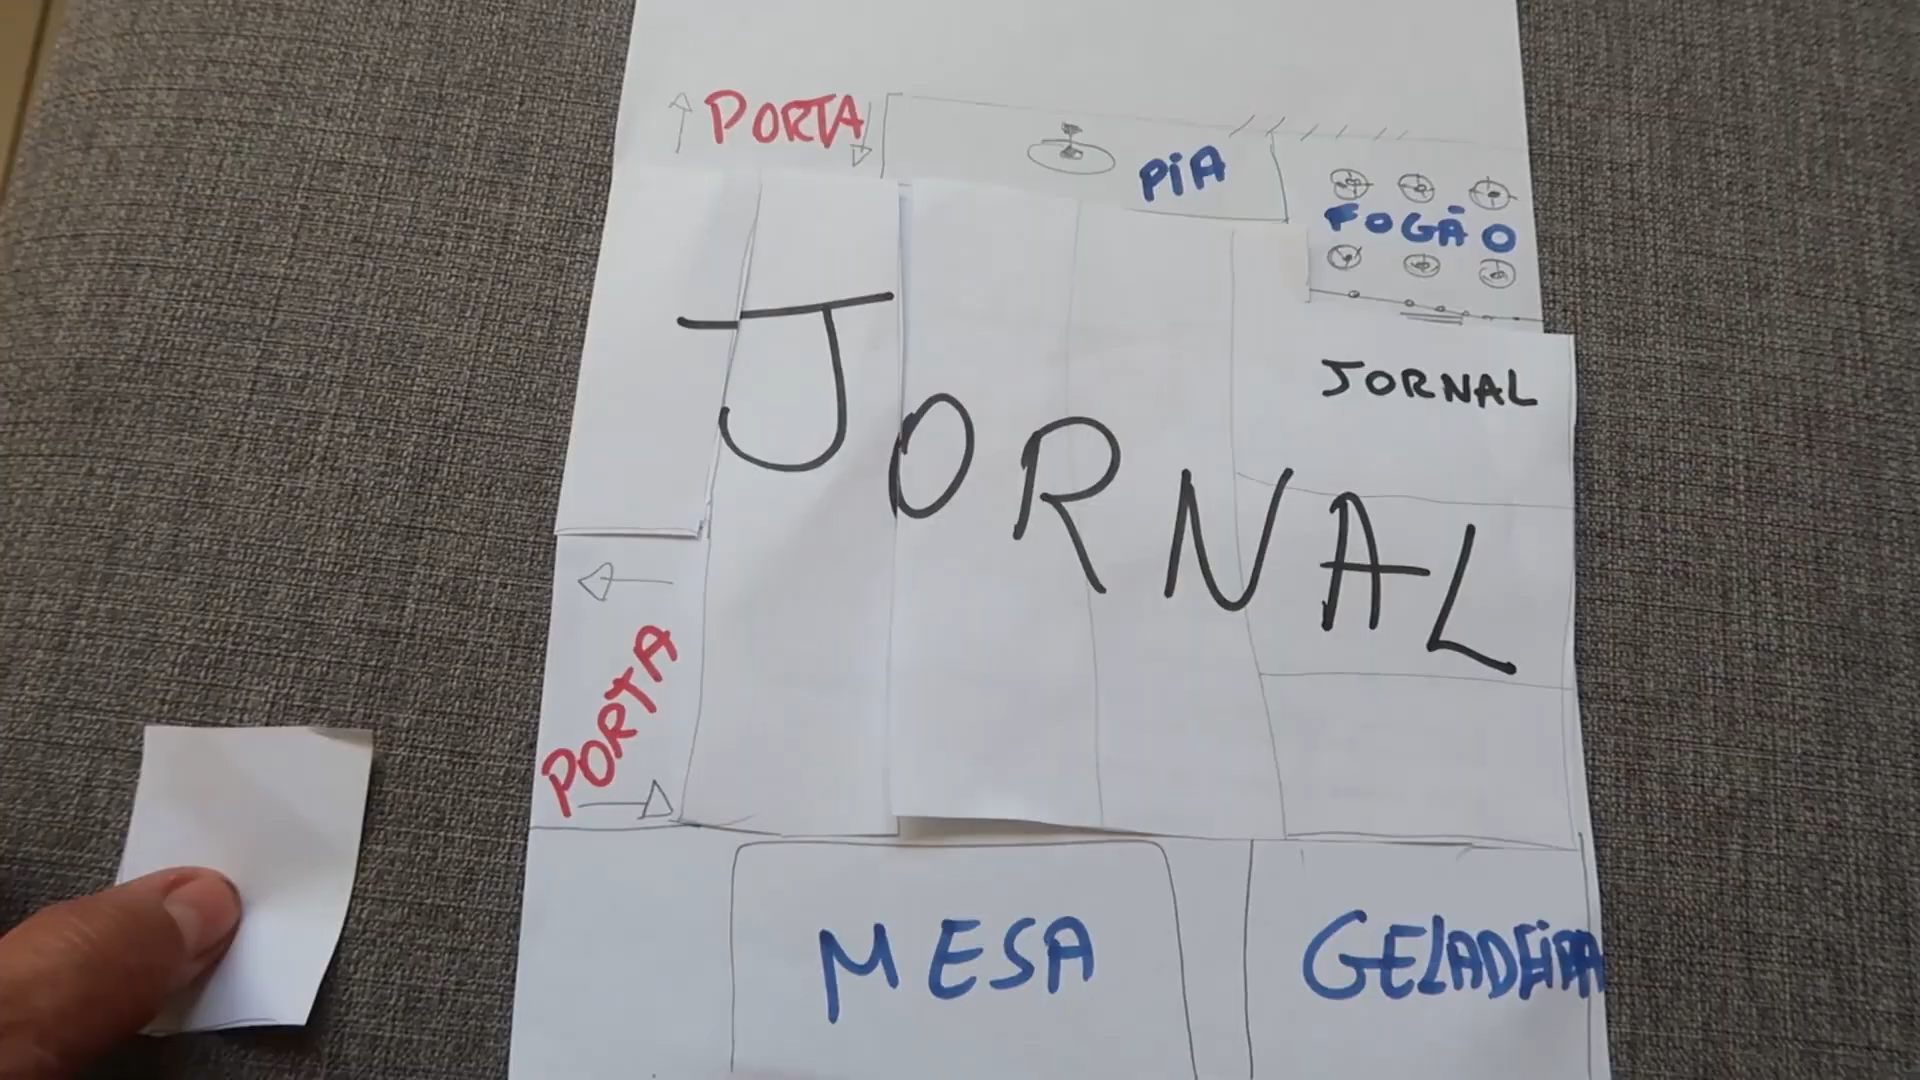 PORTA
PiA
FOGÃO
JORNAL
JORNAL
PORTA
MESA
GELADEiRA